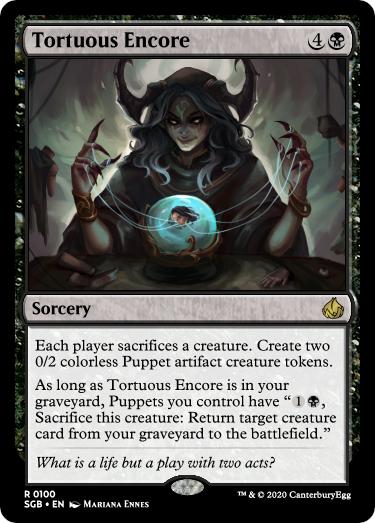 Tortuous Encore 4
Sorcery
Each player sacrifices a creature. Create two
0/2 colorless Puppet artifact creature tokens.
As long as Tortuous Encore is in your
graveyard, Puppets you control have “1 ,
Sacrifice this creature: Return target creature
card from your graveyard to the battlefield.”
What is a life but a play with two acts?
R 0100
SGB • EN Mariana Ennes
™ & © 2020 CanterburyEgg